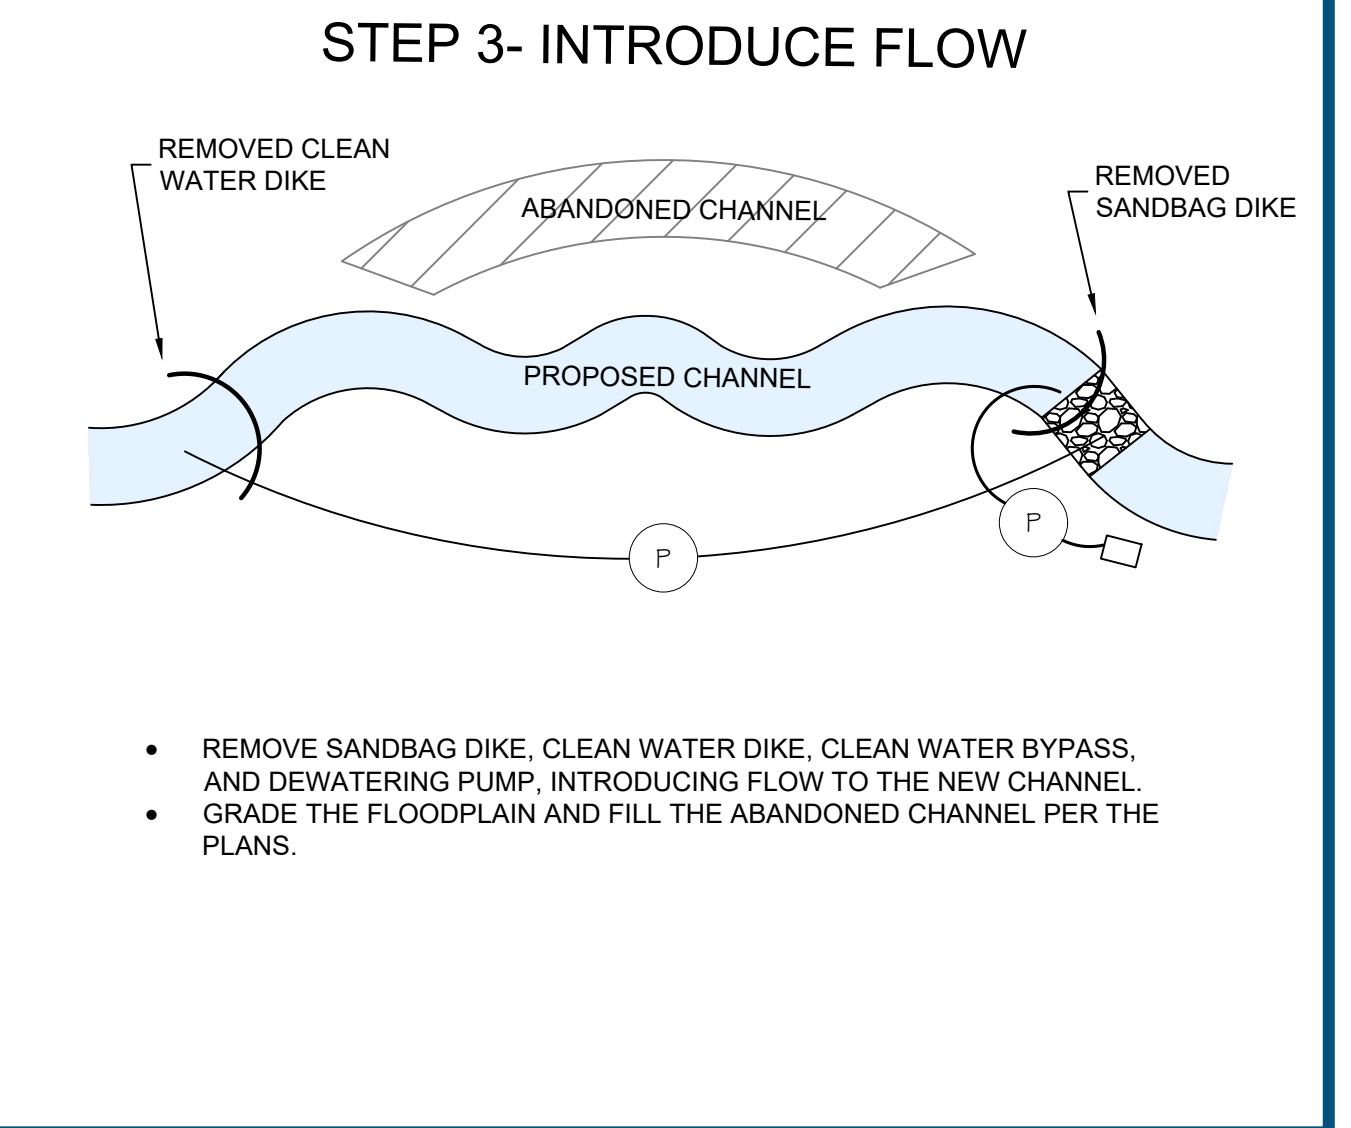 STEP 3- INTRODUCE FLOW
REMOVED CLEAN
WATER DIKE
REMOVED
SANDBAG DIKE
ABANDONED CHANNEL
PROPOSED CHANNEL
P
P
• REMOVE SANDBAG DIKE, CLEAN WATER DIKE, CLEAN WATER BYPASS,
AND DEWATERING PUMP, INTRODUCING FLOW TO THE NEW CHANNEL.
• GRADE THE FLOODPLAIN AND FILL THE ABANDONED CHANNEL PER THE
PLANS.